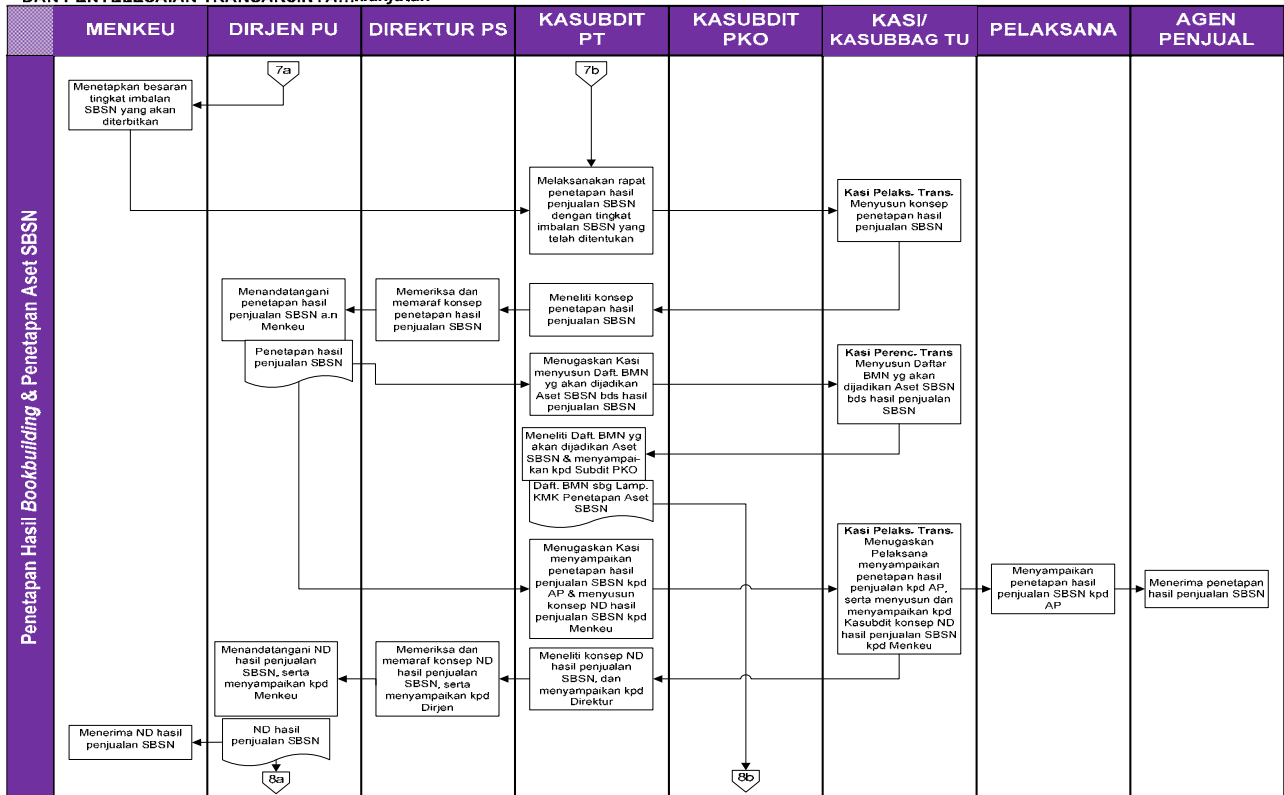 DAN PENYELESAIAN TRANSAKSINYA...lanjutan
MENKEU
DIRJEN PU
DIREKTUR PS
KASUBDIT
PT
KASUBDIT
PKO
KASI/
KASUBBAG TU
PELAKSANA
AGEN
PENJUAL
Penetapan Hasil Bookbuilding & Penetapan Aset SBSN
7a
7b
Menetapkan besaran
tingkat imbalan
SBSN yang akan
diterbitkan
Melaksanakan rapat
penetapan hasil
penjualan SBSN
dengan tingkat
imbalan SBSN yang
telah ditentukan
Kasi Pelaks. Trans.
Menyusun konsep
penetapan hasil
penjualan SBSN
Menandatangani
penetapan hasil
penjualan SBSN a.n
Menkeu
Memeriksa dan
memaraf konsep
penetapan hasil
penjualan SBSN
Meneliti konsep
penetapan hasil
penjualan SBSN
Penetapan hasil
penjualan SBSN
Menugaskan Kasi
menyusun Daft. BMN
yg akan dijadikan
Aset SBSN bds hasil
penjualan SBSN
Kasi Perenc. Trans
Menyusun Daftar
BMN yg akan
dijadikan Aset SBSN
bds hasil penjualan
SBSN
Meneliti Daft. BMN yg
akan dijadikan Aset
SBSN & menyampai-
kan kpd Subdit PKO
Daft. BMN sbg Lamp.
KMK Penetapan Aset
SBSN
Menugaskan Kasi
menyampaikan
penetapan hasil
penjualan SBSN kpd
AP & menyusun
konsep ND hasil
penjualan SBSN kpd
Menkeu
Kasi Pelaks. Trans.
Menugaskan
Pelaksana
menyampaikan
penetapan hasil
penjualan kpd AP,
serta menyusun dan
menyampaikan kpd
Kasubdit konsep ND
hasil penjualan SBSN
kpd Menkeu
Menyampaikan
penetapan hasil
penjualan SBSN kpd
AP
Menerima penetapan
hasil penjualan SBSN
Menandatangani ND
hasil penjualan
SBSN, serta
menyampaikan kpd
Menkeu
Memeriksa dan
memaraf konsep ND
hasil penjualan
SBSN, serta
menyampaikan kpd
Dirjen
Meneliti konsep ND
hasil penjualan
SBSN, dan
menyampaikan kpd
Direktur
Menerima ND hasil
penjualan SBSN
ND hasil
penjualan SBSN
8a
8b